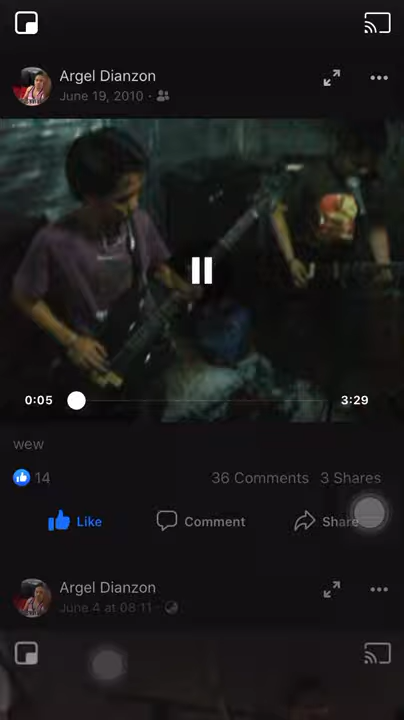 Argel Dianzon
June 19, 2010 ·
0:05
3:29
wew
14
36 Comments 3 Shares
Like
Comment
Share
Argel Dianzon
June 4 at 08:11 ·